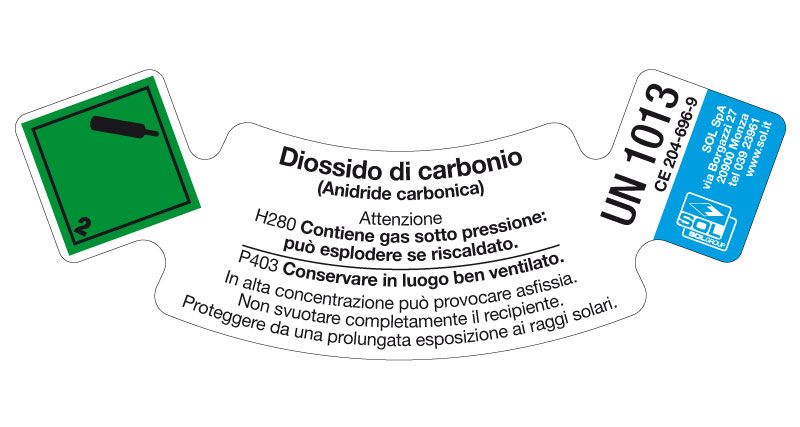 2
Diossido di carbonio
(Anidride carbonica)
Attenzione
H280 Contiene gas sotto pressione:
può esplodere se riscaldato.
P403 Conservare in luogo ben ventilato.
In alta concentrazione può provocare asfissia.
Non svuotare completamente il recipiente.
Proteggere da una prolungata esposizione ai raggi solari.
UN 1013
CE 204-696-9
SOL SpA
via Borgazzi 27
20900 Monza
tel 039 23961
www.sol.it
SOL
SOLGROUP